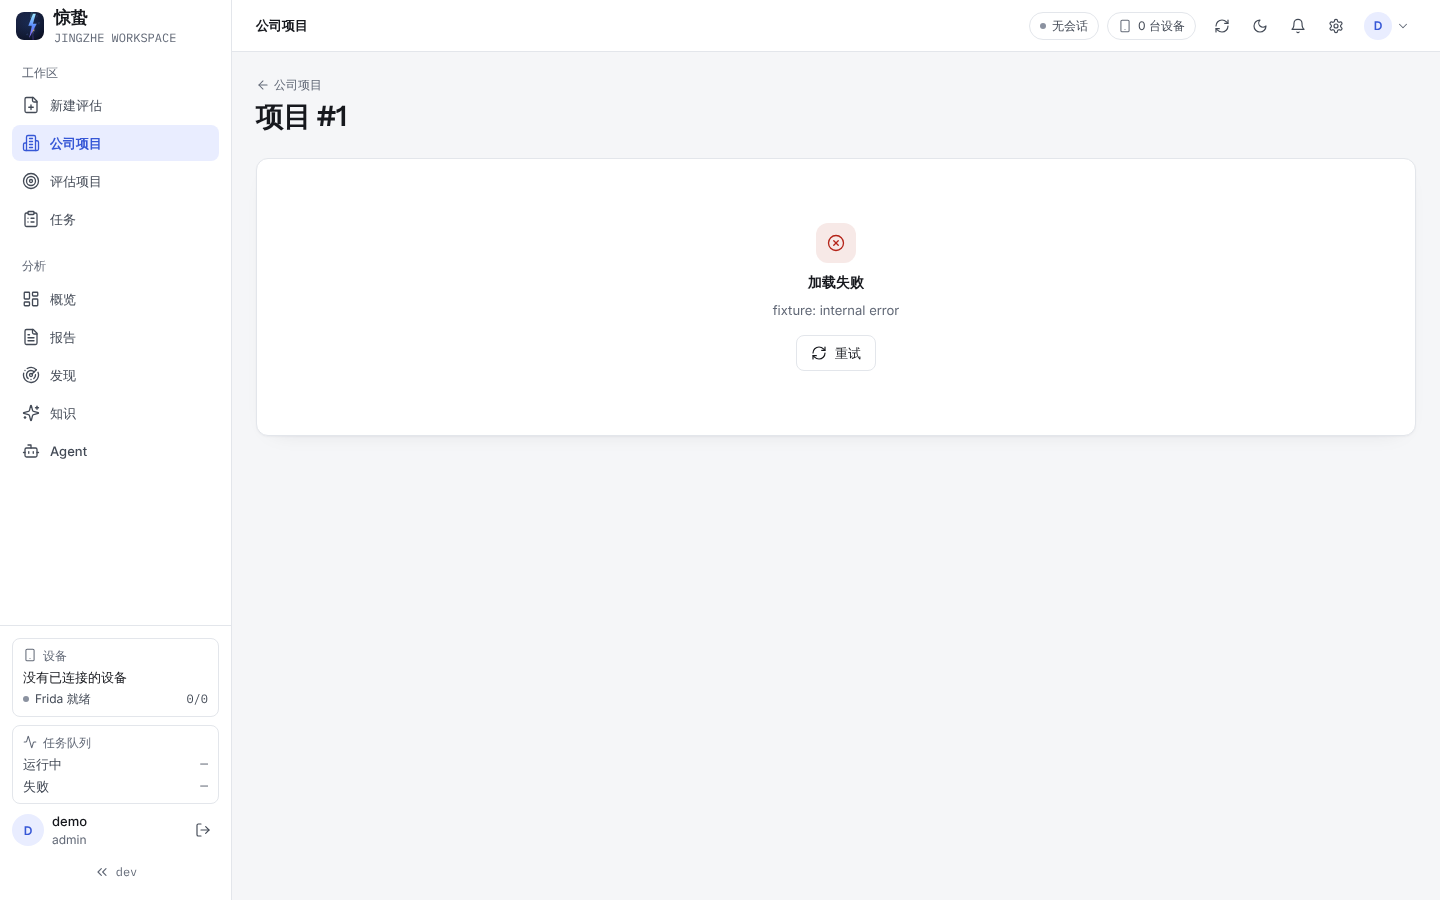 惊蛰
JINGZHE WORKSPACE
工作区
新建评估
公司项目
评估项目
任务
分析
概览
报告
发现
知识
Agent
设备
没有已连接的设备
Frida 就绪 0/0
任务队列
运行中 —
失败 —
D demo
admin
dev
公司项目
无会话
0 台设备
D
公司项目
项目 #1
加载失败
fixture: internal error
重试